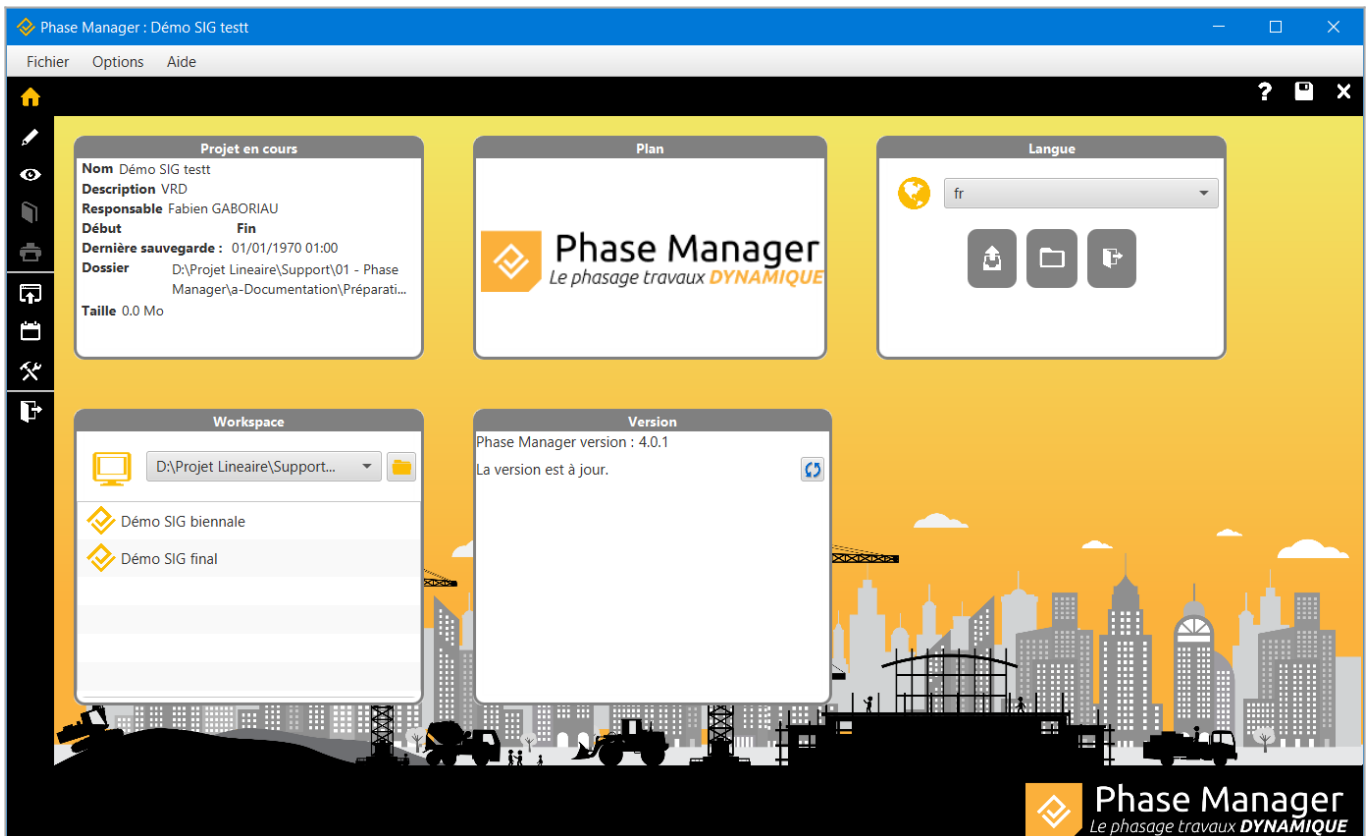 Phase Manager : Démo SIG testt
Fichier Options Aide
?
Projet en cours
Nom Démo SIG testt
Description VRD
Responsable Fabien GABORIAU
Début Fin
Dernière sauvegarde : 01/01/1970 01:00
Dossier D:\Projet Lineaire\Support\01 - Phase
Manager\a-Documentation\Préparati...
Taille 0.0 Mo
Plan
Phase Manager
Le phasage travaux DYNAMIQUE
Langue
fr
Workspace
D:\Projet Lineaire\Support...
Démo SIG biennale
Démo SIG final
Version
Phase Manager version : 4.0.1
La version est à jour.
Phase Manager
Le phasage travaux DYNAMIQUE